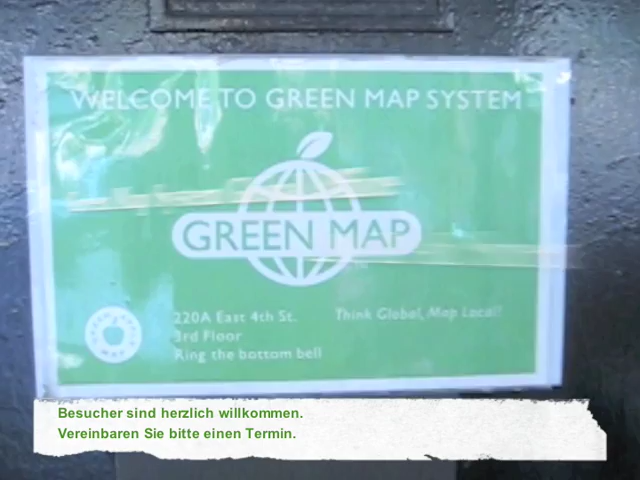 WELCOME TO GREEN MAP SYSTEM
GREEN MAP
220A East 4th St.
3rd Floor
Ring the bottom bell
Think Global, Map Local!
Besucher sind herzlich willkommen.
Vereinbaren Sie bitte einen Termin.